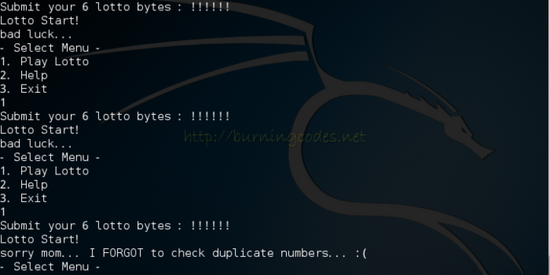 Submit your 6 lotto bytes : !!!!!!
Lotto Start!
bad luck...
- Select Menu -
1. Play Lotto
2. Help
3. Exit
1
Submit your 6 lotto bytes : !!!!!!
Lotto Start!
http://burningcodes.net
bad luck...
- Select Menu -
1. Play Lotto
2. Help
3. Exit
1
Submit your 6 lotto bytes : !!!!!!
Lotto Start!
sorry mom... I FORGOT to check duplicate numbers... :(
- Select Menu -